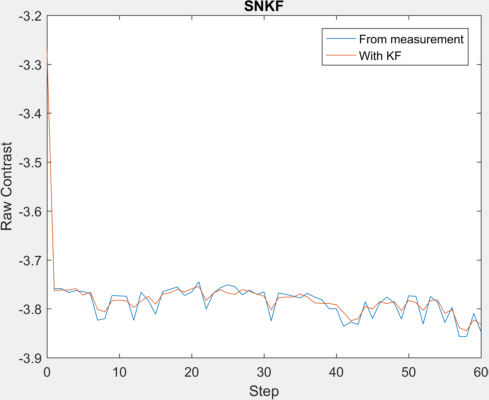 SNKF
-3.2
-3.3
-3.4
-3.5
-3.6
-3.7
-3.8
-3.9
Raw Contrast
From measurement
With KF
0 10 20 30 40 50 60
Step